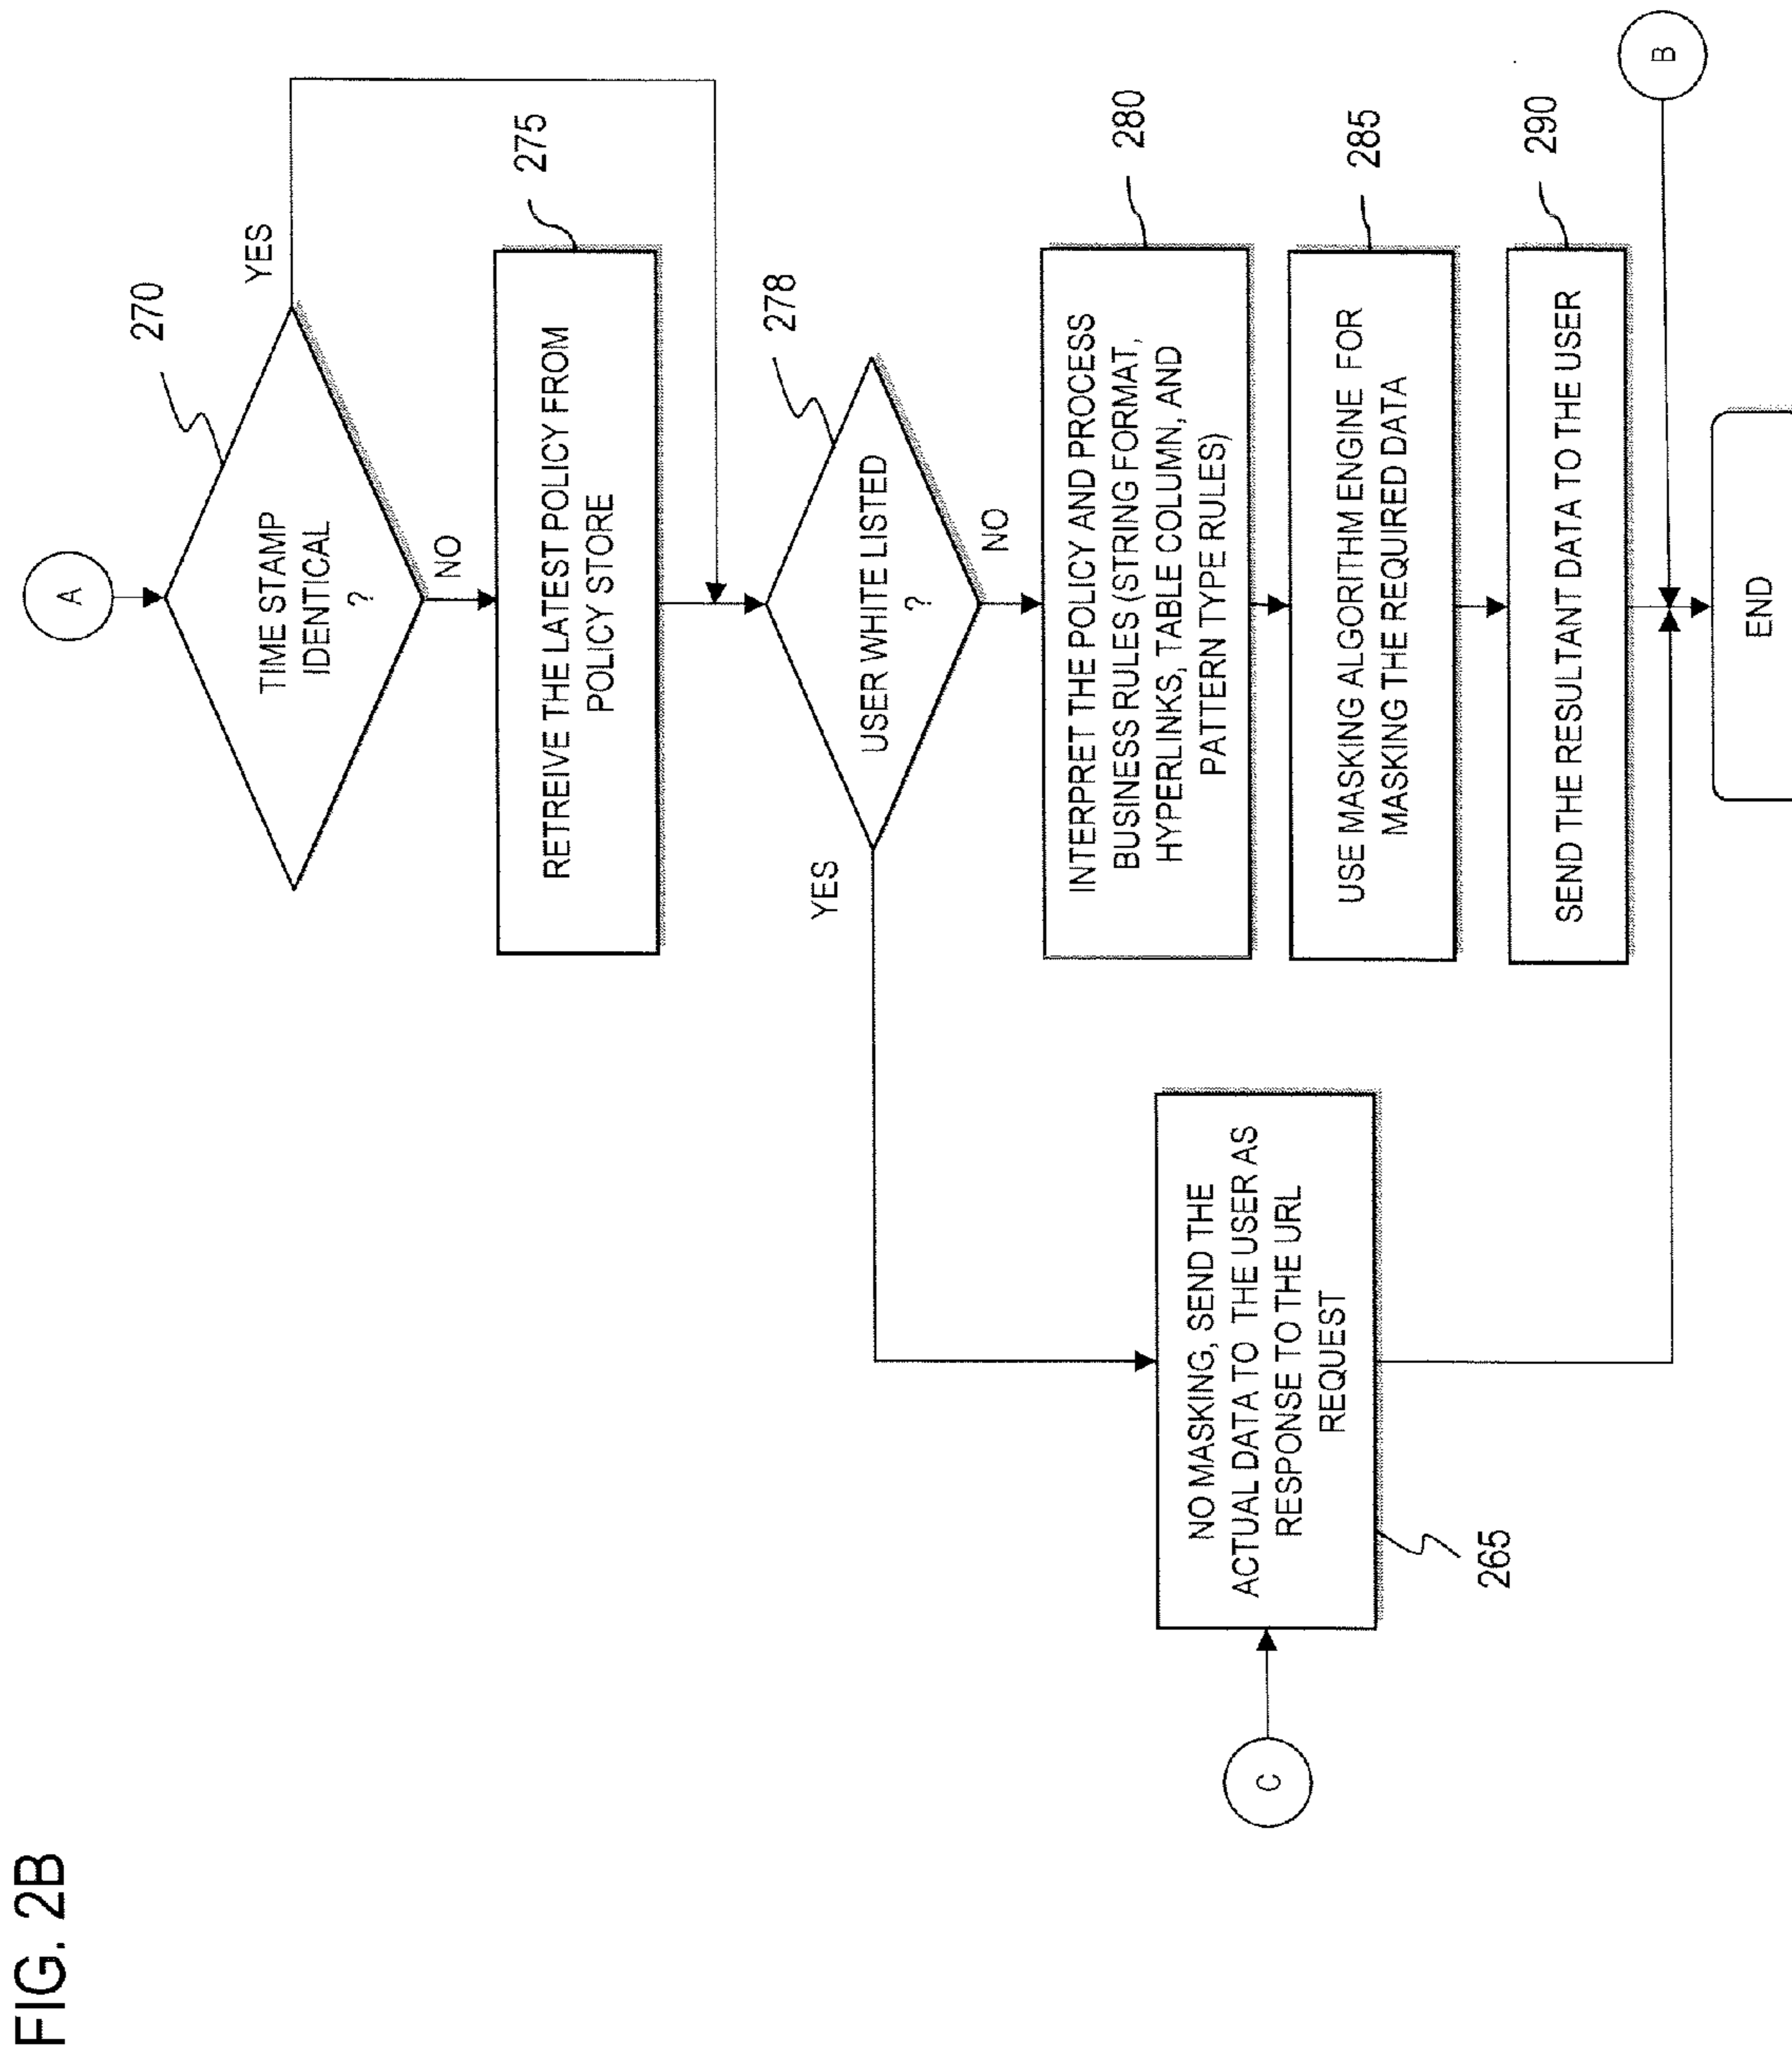 FIG. 2B
A
TIME STAMP
IDENTICAL
?
270
YES
NO
RETREIVE THE LATEST POLICY FROM
POLICY STORE
275
USER WHITE LISTED
?
278
YES
NO
INTERPRET THE POLICY AND PROCESS
BUSINESS RULES (STRING FORMAT,
HYPERLINKS, TABLE COLUMN, AND
PATTERN TYPE RULES)
280
NO MASKING, SEND THE
ACTUAL DATA TO THE USER AS
RESPONSE TO THE URL
REQUEST
265
C
USE MASKING ALGORITHM ENGINE FOR
MASKING THE REQUIRED DATA
285
SEND THE RESULTANT DATA TO THE USER
290
B
END